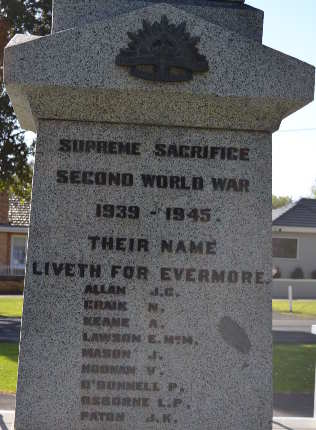 SUPREME SACRIFICE
SECOND WORLD WAR
1939 - 1945.
THEIR NAME
LIVETH FOR EVERMORE.
ALLAN J.G.
CRAIK N.
KEANE A.
LAWSON E. McM.
MASON J.
NOONAN V.
O'DONNELL P.
OSBORNE L.P.
PATON J.K.